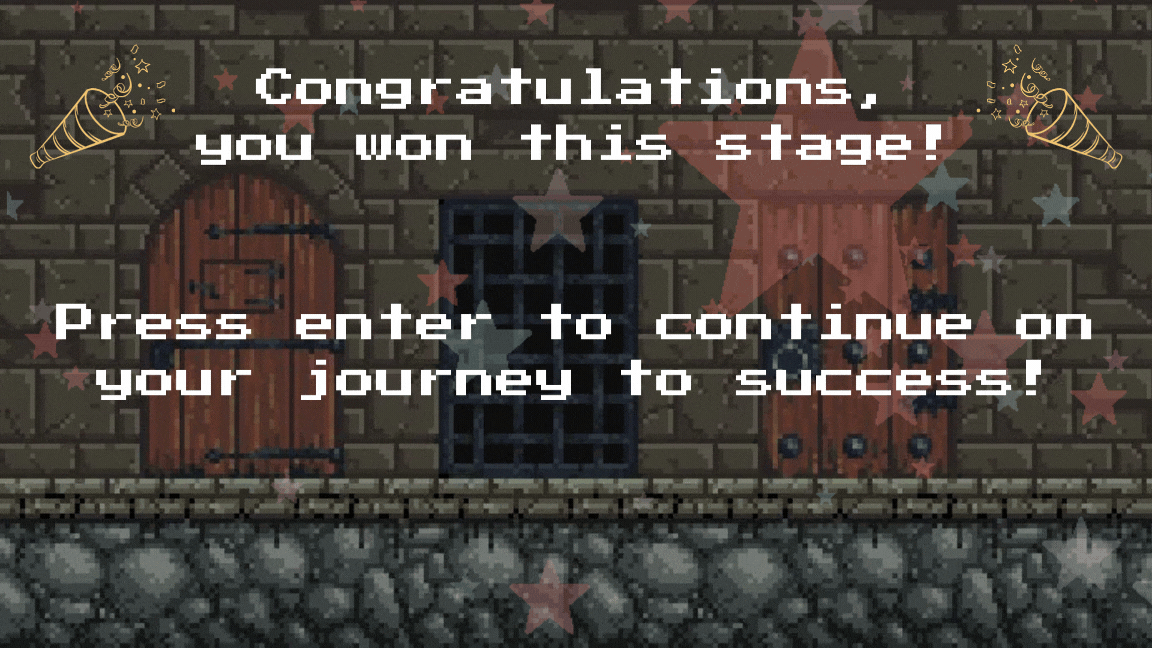 Congratulations,
you won this stage!
Press enter to continue on
your journey to success!